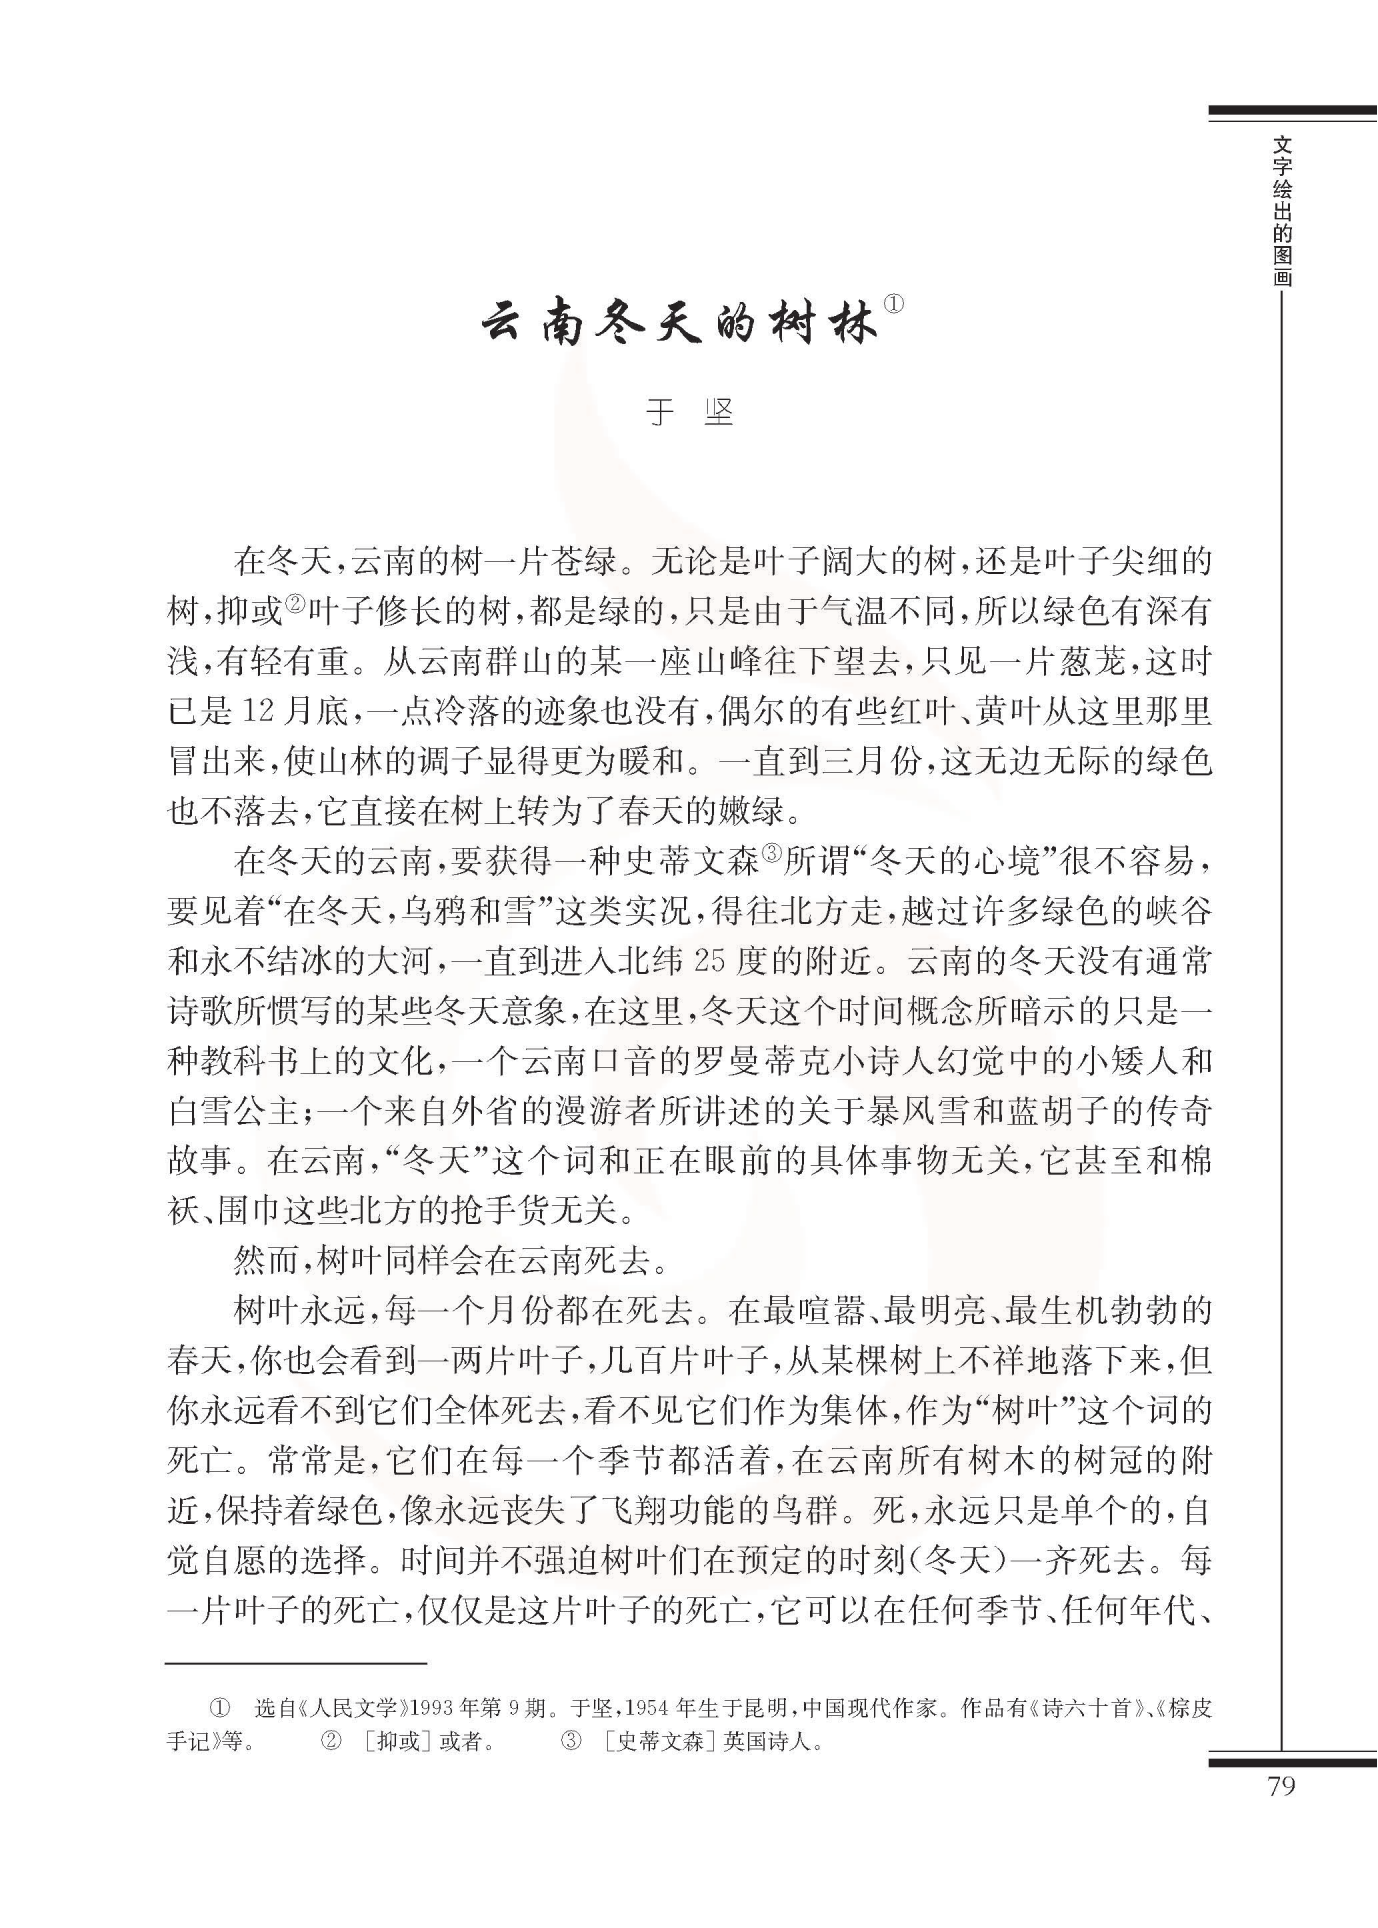 文字绘出的图画
云南冬天的树林①
于 坚
在冬天,云南的树一片苍绿。无论是叶子阔大的树,还是叶子尖细的
树,抑或②叶子修长的树,都是绿的,只是由于气温不同,所以绿色有深有
浅,有轻有重。从云南群山的某一座山峰往下望去,只见一片葱茏,这时
已是 12 月底,一点冷落的迹象也没有,偶尔的有些红叶、黄叶从这里那里
冒出来,使山林的调子显得更为暖和。一直到三月份,这无边无际的绿色
也不落去,它直接在树上转为了春天的嫩绿。
在冬天的云南,要获得一种史蒂文森③所谓“冬天的心境”很不容易,
要见着“在冬天,乌鸦和雪”这类实况,得往北方走,越过许多绿色的峡谷
和永不结冰的大河,一直到进入北纬 25 度的附近。云南的冬天没有通常
诗歌所惯写的某些冬天意象,在这里,冬天这个时间概念所暗示的只是一
种教科书上的文化,一个云南口音的罗曼蒂克小诗人幻觉中的小矮人和
白雪公主;一个来自外省的漫游者所讲述的关于暴风雪和蓝胡子的传奇
故事。在云南,“冬天”这个词和正在眼前的具体事物无关,它甚至和棉
袄、围巾这些北方的抢手货无关。
然而,树叶同样会在云南死去。
树叶永远,每一个月份都在死去。在最喧嚣、最明亮、最生机勃勃的
春天,你也会看到一两片叶子,几百片叶子,从某棵树上不祥地落下来,但
你永远看不到它们全体死去,看不见它们作为集体,作为“树叶”这个词的
死亡。常常是,它们在每一个季节都活着,在云南所有树木的树冠的附
近,保持着绿色,像永远丧失了飞翔功能的鸟群。死,永远只是单个的,自
觉自愿的选择。时间并不强迫树叶们在预定的时刻(冬天)一齐死去。每
一片叶子的死亡,仅仅是这片叶子的死亡,它可以在任何季节、任何年代、
① 选自《人民文学》1993 年第 9 期。于坚,1954 年生于昆明,中国现代作家。作品有《诗六十首》、《棕皮
手记》等。 ② [抑或] 或者。 ③ [史蒂文森] 英国诗人。
79